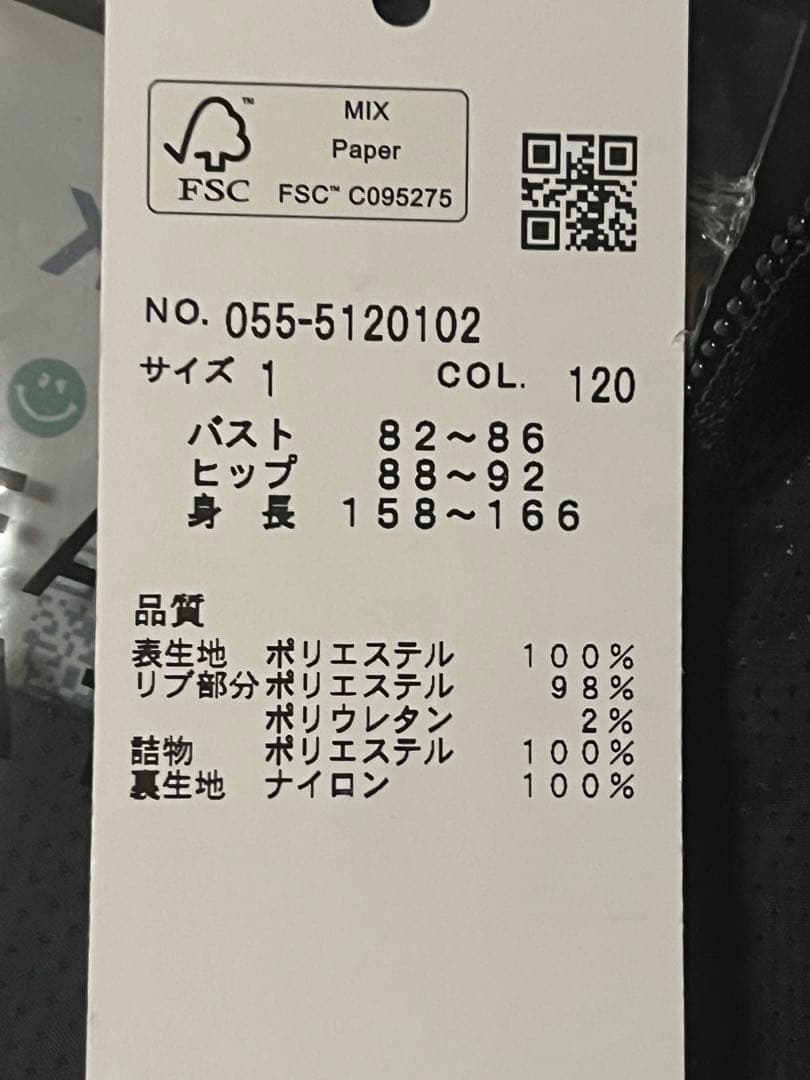 MIX
Paper
FSC™ FSC™ C095275
NO. 055-5120102
サイズ 1 COL. 120
バスト 82～86
ヒップ 88～92
身長 158～166
品質
表生地 ポリエステル 100%
リブ部分 ポリエステル 98%
ポリウレタン 2%
詰物 ポリエステル 100%
裏生地 ナイロン 100%